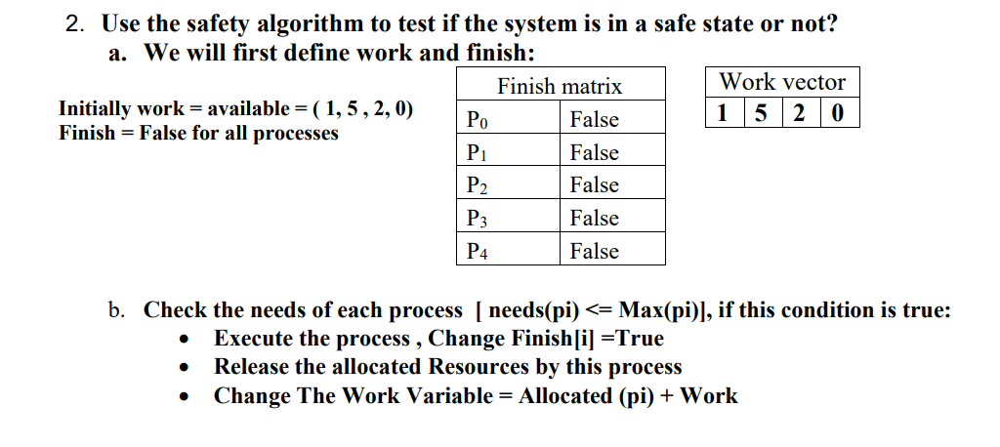 2. Use the safety algorithm to test if the system is in a safe state or not?
a. We will first define work and finish:
Finish matrix
Work vector
Initially work = available = ( 1, 5 , 2, 0)
Finish = False for all processes
1 5 2 0
P0 False
P1 False
P2 False
P3 False
P4 False
b. Check the needs of each process [ needs(pi) <= Max(pi)], if this condition is true:
• Execute the process , Change Finish[i] =True
• Release the allocated Resources by this process
• Change The Work Variable = Allocated (pi) + Work